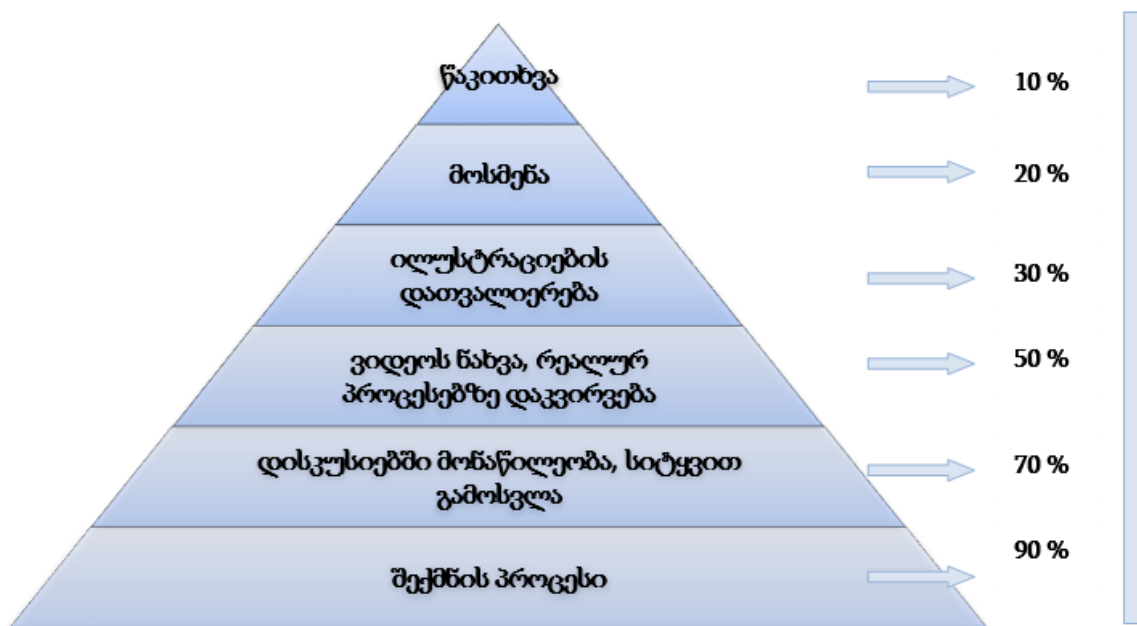 წაკითხვა
10 %
მოსმენა
20 %
ილუსტრაციების
დათვალიერება
30 %
ვიდეოს ნახვა, რეალურ
პროცესებზე დაკვირვება
50 %
დისკუსიებში მონაწილეობა, სიტყვით
გამოსვლა
70 %
შექმნის პროცესი
90 %